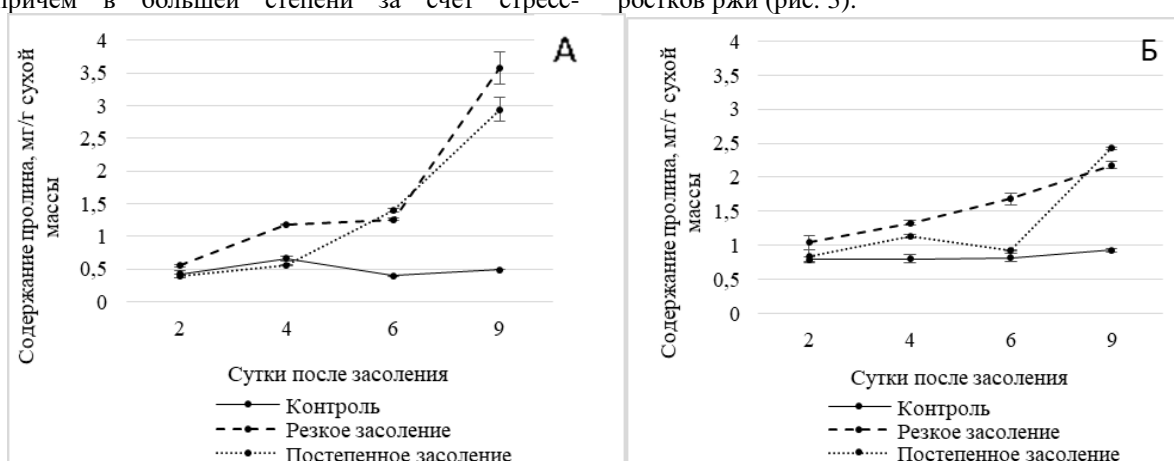 причем в большей степени за счет стресс-
ростков ржи (рис. 3).
А
Содержание пролина, мг/г сухой
массы
4
3,5
3
2,5
2
1,5
1
0,5
0
2 4 6 9
Сутки после засоления
Контроль
Резкое засоление
Постепенное засоление
Б
Содержание пролина, мг/г сухой
массы
4
3,5
3
2,5
2
1,5
1
0,5
0
2 4 6 9
Сутки после засоления
Контроль
Резкое засоление
Постепенное засоление